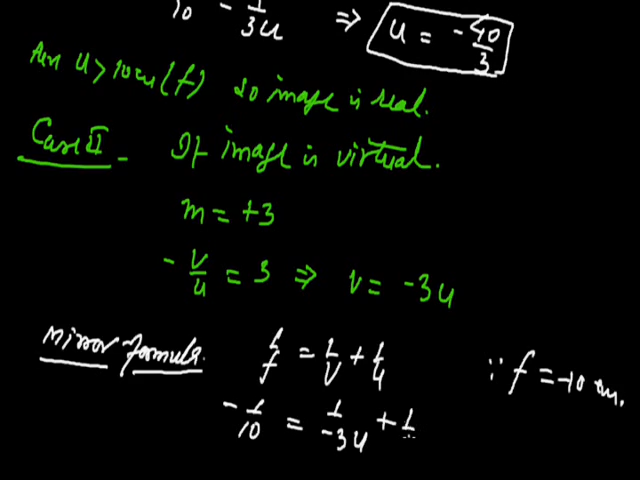 10 - 1/3u ⇒ u = - 40/3
u > 10cm (f) so image is real.
Case II - If image is virtual.
m = +3
- v/u = 3 ⇒ v = -3u
Mirror formula. 1/f = 1/v + 1/u ∵ f = -10 cm.
- 1/10 = 1/-3u + 1/